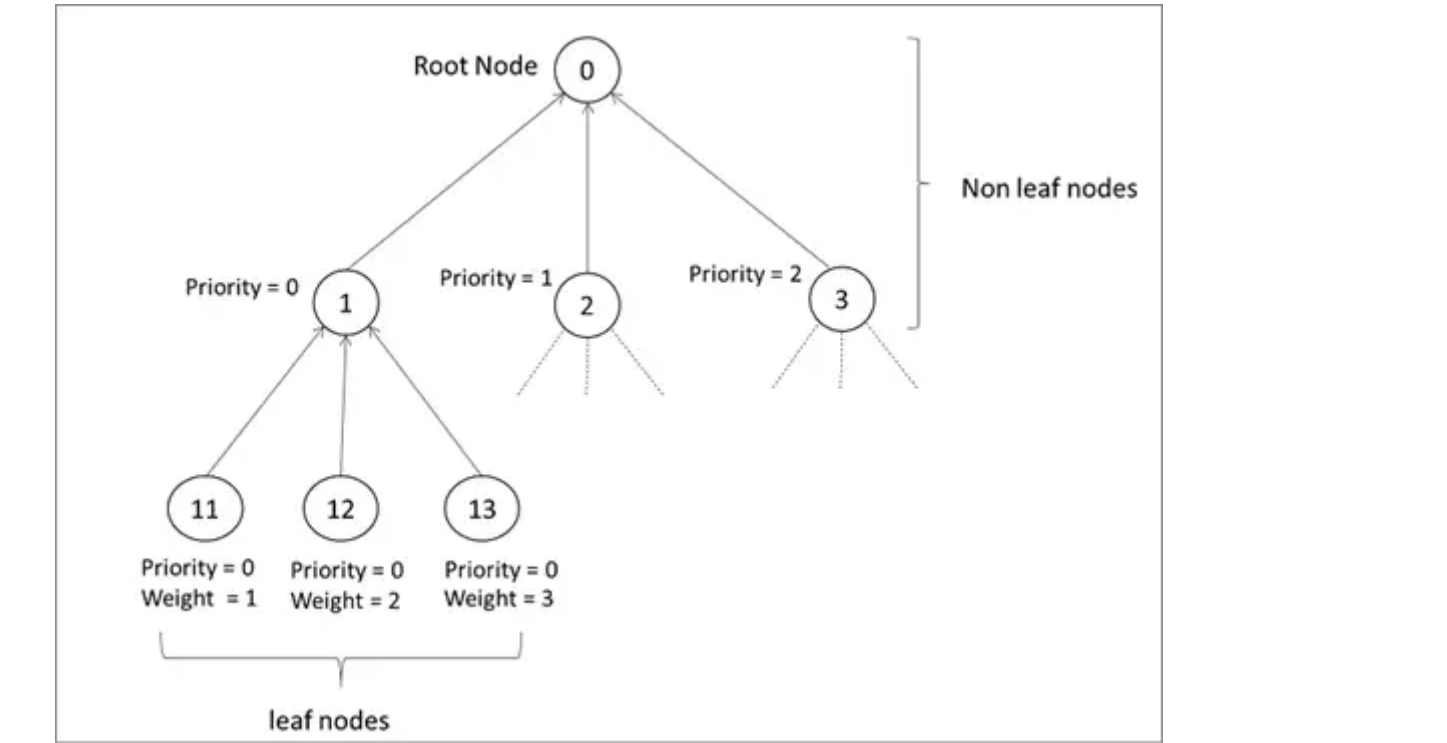 Root Node
0
Non leaf nodes
Priority = 0
1
Priority = 1
2
Priority = 2
3
11
12
13
Priority = 0
Weight = 1
Priority = 0
Weight = 2
Priority = 0
Weight = 3
leaf nodes